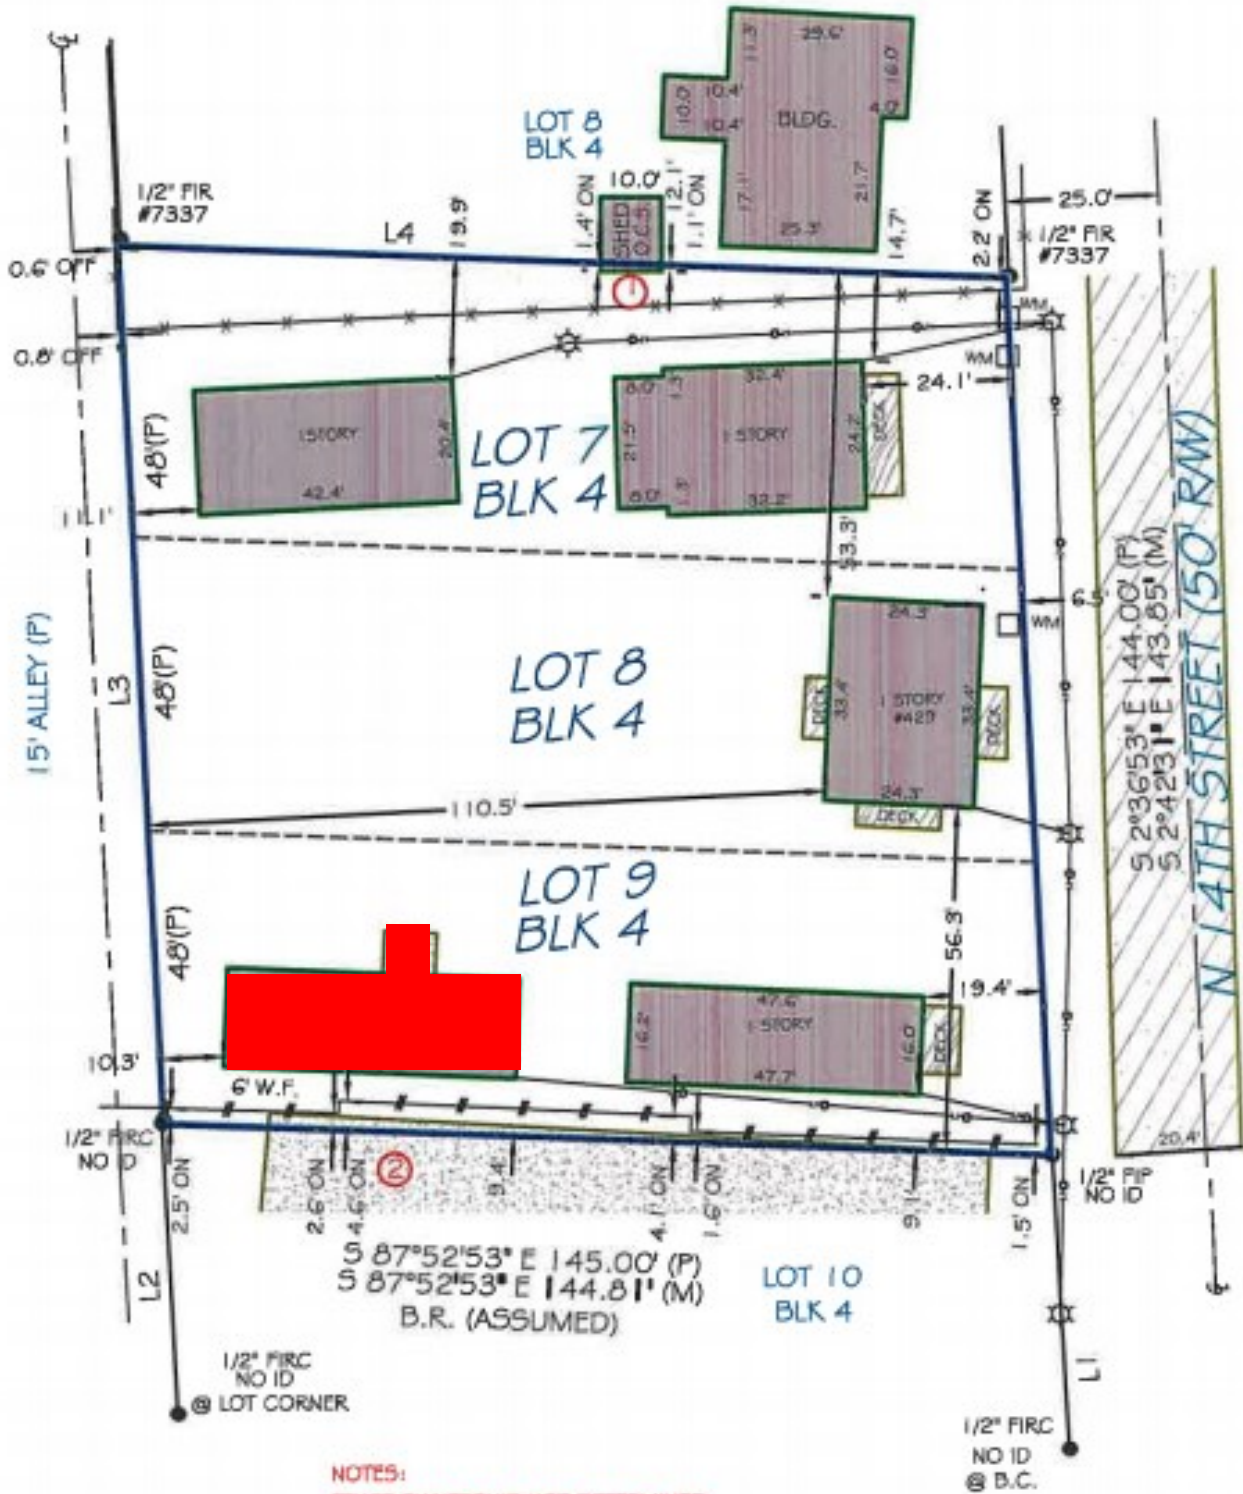 29.6'
11.3'
16.0'
10.0'
10.4'
10.4'
4.0'
BLDG.
17.1'
21.7'
25.3'
LOT 8
BLK 4
1/2" FIR
#7337
L4
19.9'
1.4' ON
10.0'
12.1'
1.1' ON
SHED
14.7'
2.2' ON
25.0'
1/2" FIR
#7337
0.6' OFF
0.8' OFF
1
WM
WM
24.1'
1 STORY
20.4'
42.4'
48'(P)
11.1'
LOT 7
BLK 4
8.0'
1.3'
32.4'
21.5'
1 STORY
24.7'
DECK
8.0'
1.3'
32.2'
53.3'
15' ALLEY (P)
L3
48'(P)
LOT 8
BLK 4
24.3'
6.5'
WM
DECK
33.4'
1 STORY
#429
33.4'
DECK
24.3'
DECK
110.5'
S 2°36'53" E 144.00' (P)
S 2°42'31" E 143.85' (M)
N 14TH STREET (50' RW)
LOT 9
BLK 4
48'(P)
56.3'
19.4'
47.6'
16.2'
1 STORY
16.0'
DECK
47.7'
10.3'
6' W.F.
1/2" FIRC
NO ID
2.5' ON
2.6' ON
4.6' ON
2
9.4'
4.1' ON
1.6' ON
9.1'
1.5' ON
1/2" FIP
NO ID
20.4'
S 87°52'53" E 145.00' (P)
S 87°52'53" E 144.81' (M)
B.R. (ASSUMED)
LOT 10
BLK 4
L2
L1
1/2" FIRC
NO ID
@ LOT CORNER
1/2" FIRC
NO ID
@ B.C.
NOTES: